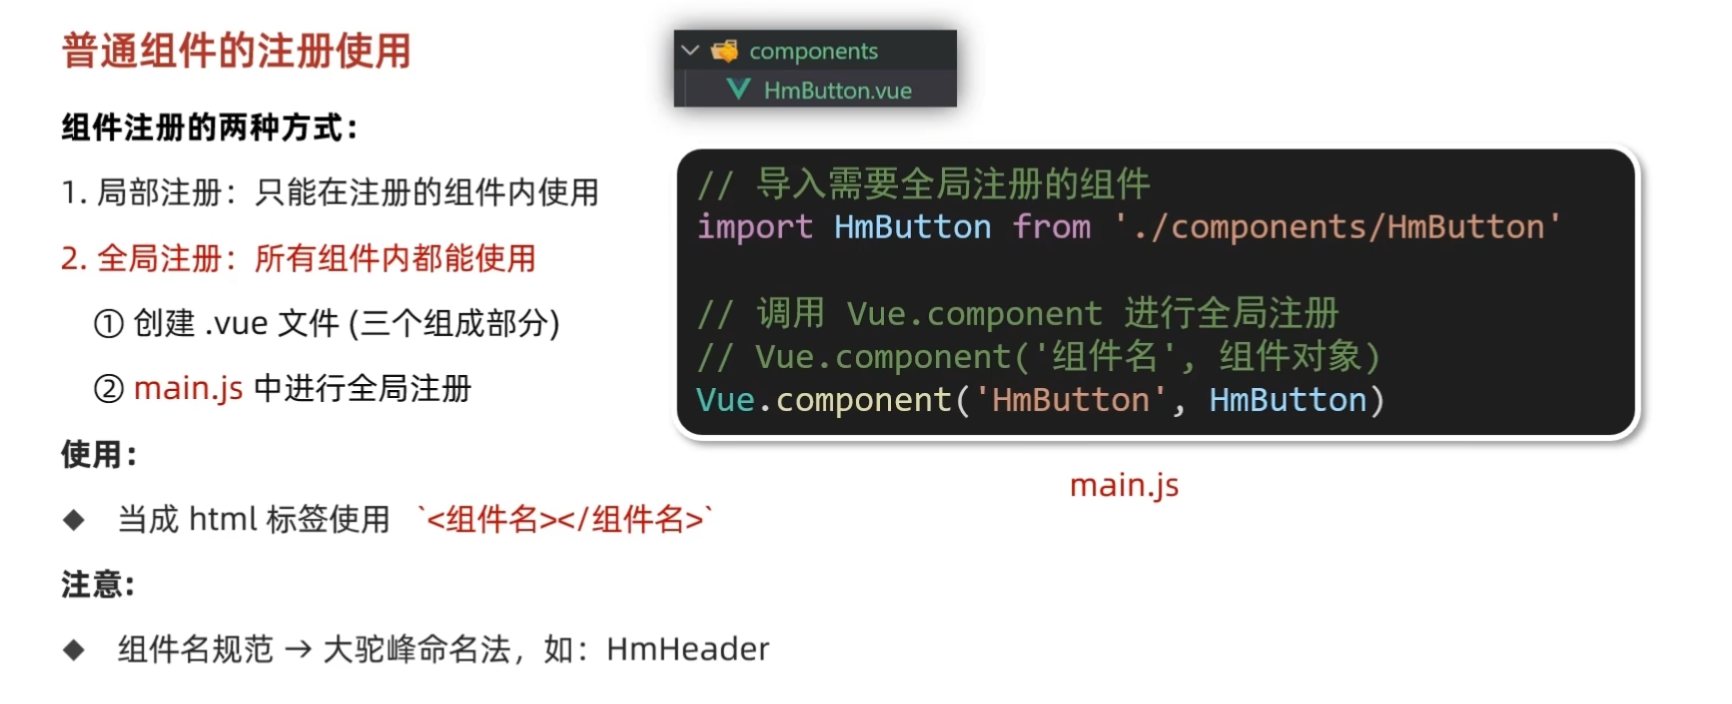 普通组件的注册使用
组件注册的两种方式：
1. 局部注册：只能在注册的组件内使用
2. 全局注册：所有组件内都能使用
① 创建 .vue 文件 (三个组成部分)
② main.js 中进行全局注册
使用：
◆ 当成 html 标签使用 `<组件名></组件名>`
注意：
◆ 组件名规范 → 大驼峰命名法，如：HmHeader
components
HmButton.vue
// 导入需要全局注册的组件
import HmButton from './components/HmButton'
// 调用 Vue.component 进行全局注册
// Vue.component('组件名', 组件对象)
Vue.component('HmButton', HmButton)
main.js